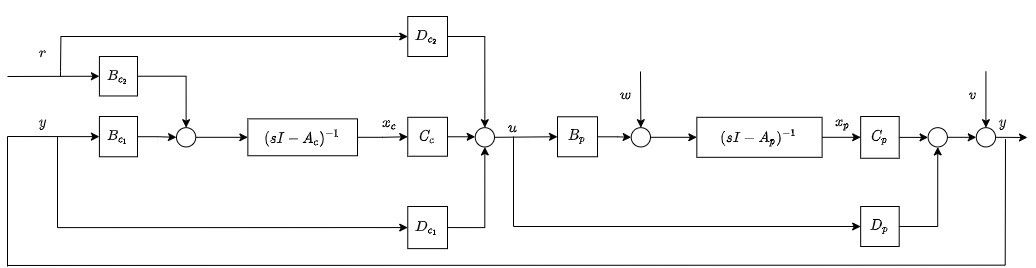 D_{c_2}
r
B_{c_2}
w
v
y
B_{c_1}
(sI − A_c)^{−1}
x_c
C_c
u
B_p
(sI − A_p)^{−1}
x_p
C_p
y
D_{c_1}
D_p